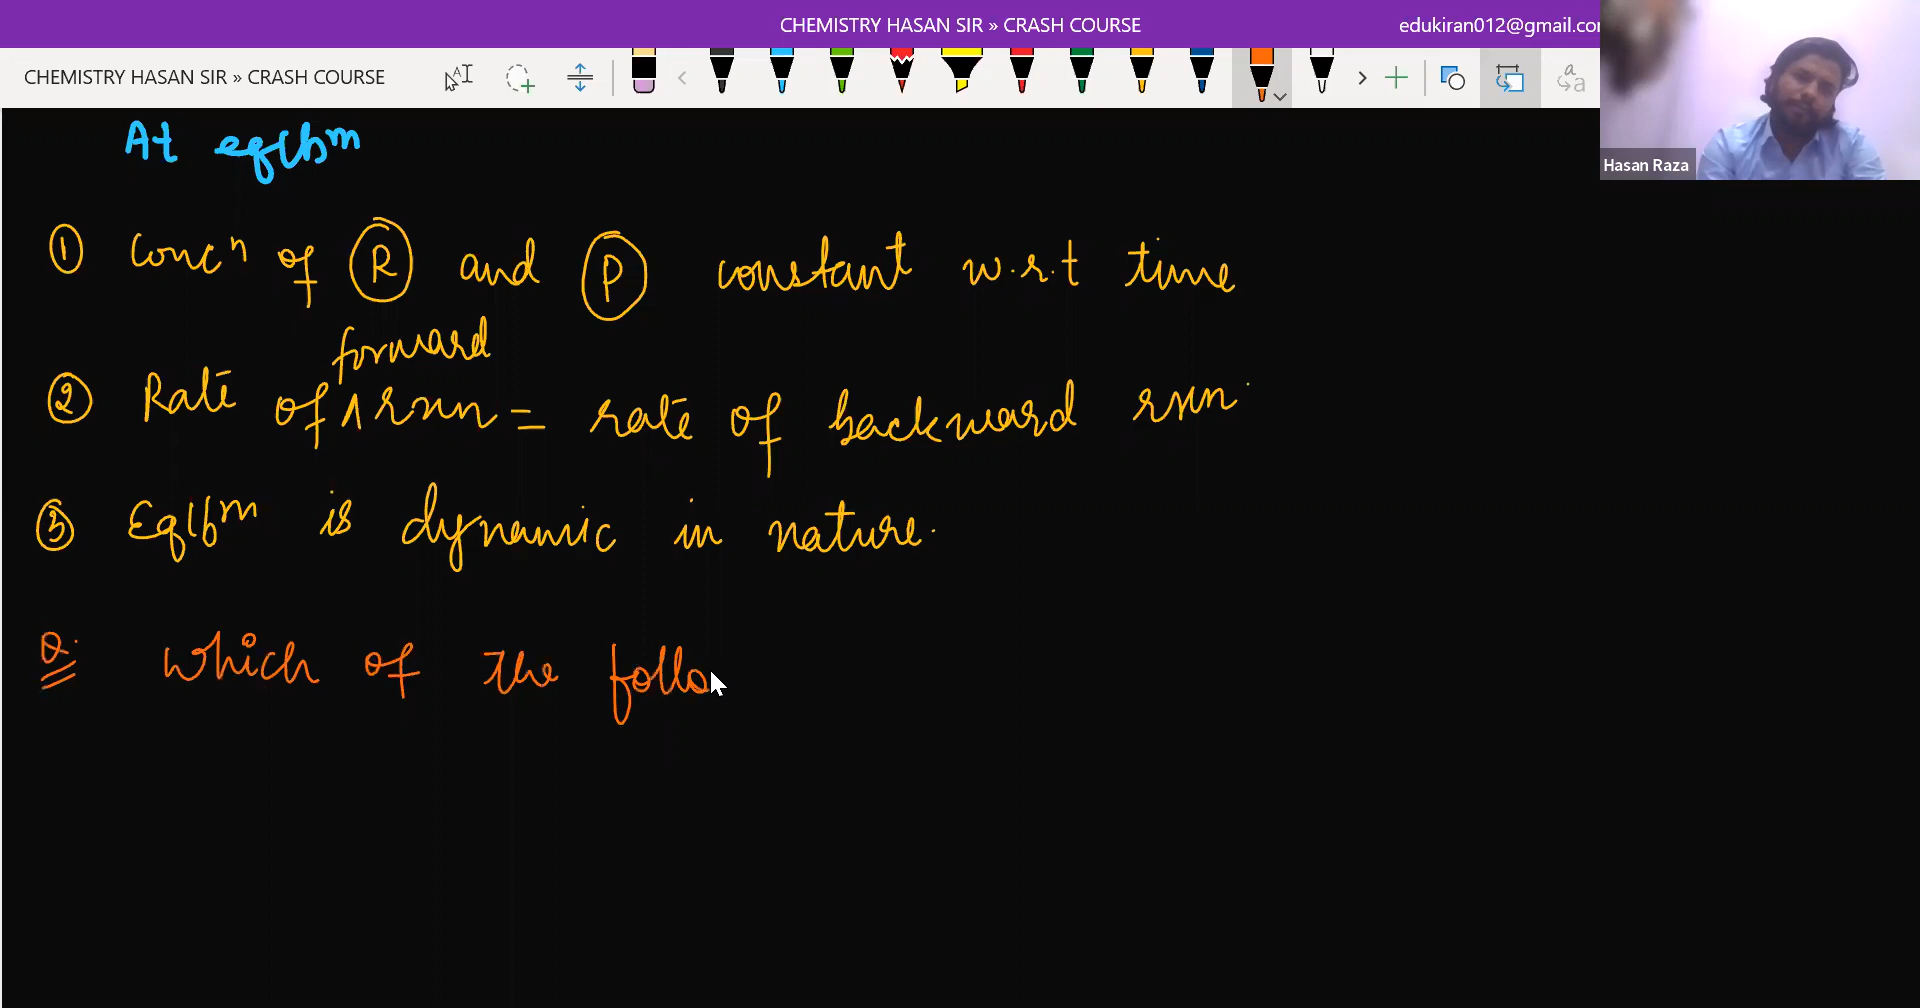 CHEMISTRY HASAN SIR » CRASH COURSE
edukiran012@gmail.co
CHEMISTRY HASAN SIR » CRASH COURSE
Hasan Raza
At eqlbm
① Concn of Ⓡ and Ⓟ constant w.r.t time
forward
② Rate of ∧ rxn = rate of backward rxn.
③ Eqlbm is dynamic in nature.
Q. which of the follo